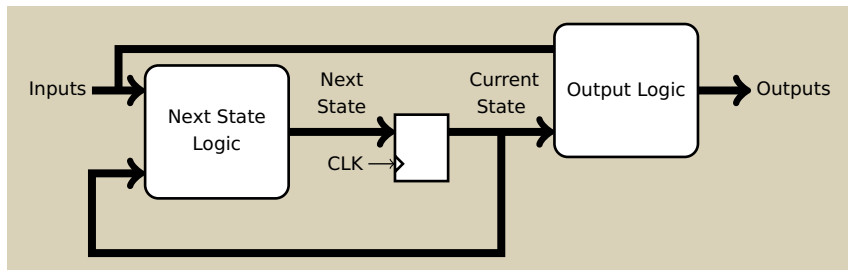 Inputs
Next State
Logic
Next
State
CLK
Current
State
Output Logic
Outputs